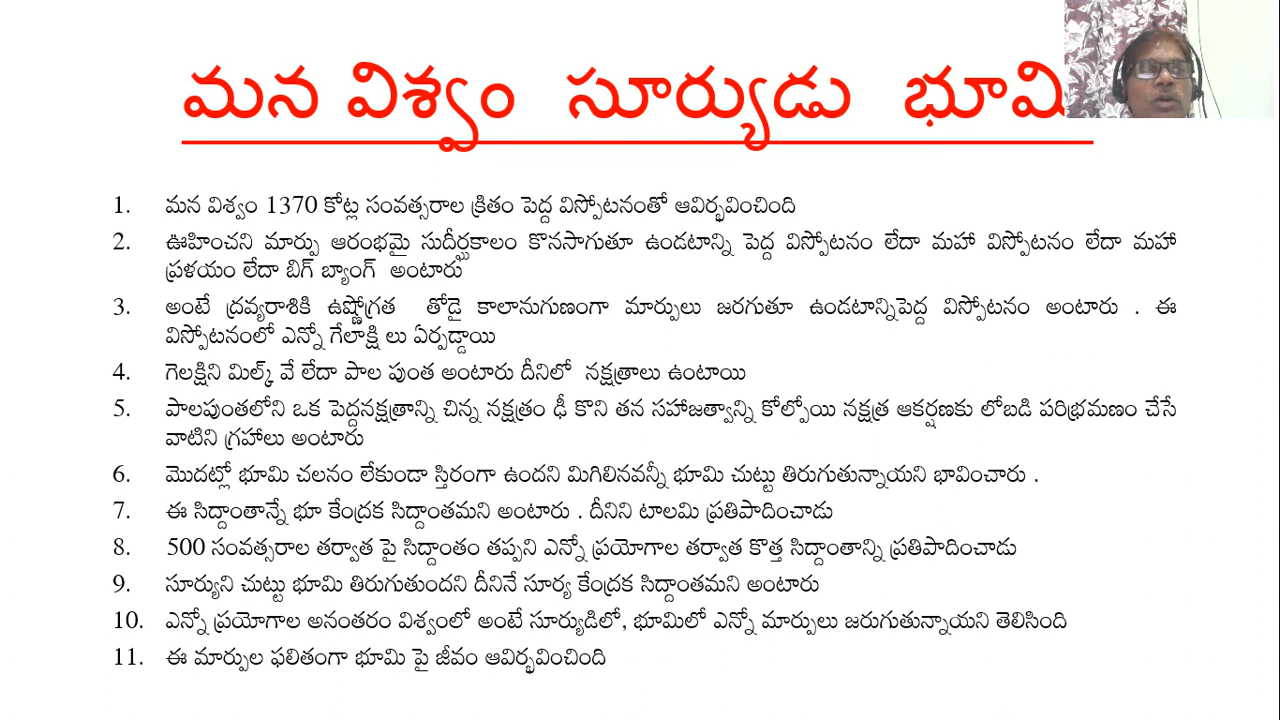 మన విశ్వం సూర్యుడు భూమి
1. మన విశ్వం 1370 కోట్ల సంవత్సరాల క్రితం పెద్ద విస్పోటనంతో ఆవిర్భవించింది
2. ఊహించని మార్పు ఆరంభమై సుదీర్ఘకాలం కొనసాగుతూ ఉండటాన్ని పెద్ద విస్పోటనం లేదా మహా విస్పోటనం లేదా మహా
ప్రళయం లేదా బిగ్ బ్యాంగ్ అంటారు
3. అంటే ద్రవ్యరాశికి ఉష్ణోగ్రత తోడై కాలానుగుణంగా మార్పులు జరగుతూ ఉండటాన్నిపెద్ద విస్పోటనం అంటారు . ఈ
విస్పోటనంలో ఎన్నో గేలాక్షి లు ఏర్పడ్డాయి
4. గెలక్షిని మిల్క్ వే లేదా పాల పుంత అంటారు దీనిలో నక్షత్రాలు ఉంటాయి
5. పాలపుంతలోని ఒక పెద్దనక్షత్రాన్ని చిన్న నక్షత్రం ఢీ కొని తన సహాజత్వాన్ని కోల్పోయి నక్షత్ర ఆకర్షణకు లోబడి పరిభ్రమణం చేసే
వాటిని గ్రహాలు అంటారు
6. మొదట్లో భూమి చలనం లేకుండా స్తిరంగా ఉందని మిగిలినవన్నీ భూమి చుట్టు తిరుగుతున్నాయని భావించారు .
7. ఈ సిద్దాంతాన్నే భూ కేంద్రక సిద్దాంతమని అంటారు . దీనిని టాలమి ప్రతిపాదించాడు
8. 500 సంవత్సరాల తర్వాత పై సిద్దాంతం తప్పని ఎన్నో ప్రయోగాల తర్వాత కొత్త సిద్దాంతాన్ని ప్రతిపాదించాడు
9. సూర్యుని చుట్టు భూమి తిరుగుతుందని దీనినే సూర్య కేంద్రక సిద్దాంతమని అంటారు
10. ఎన్నో ప్రయోగాల అనంతరం విశ్వంలో అంటే సూర్యుడిలో, భూమిలో ఎన్నో మార్పులు జరుగుతున్నాయని తెలిసింది
11. ఈ మార్పుల ఫలితంగా భూమి పై జీవం ఆవిర్భవించింది